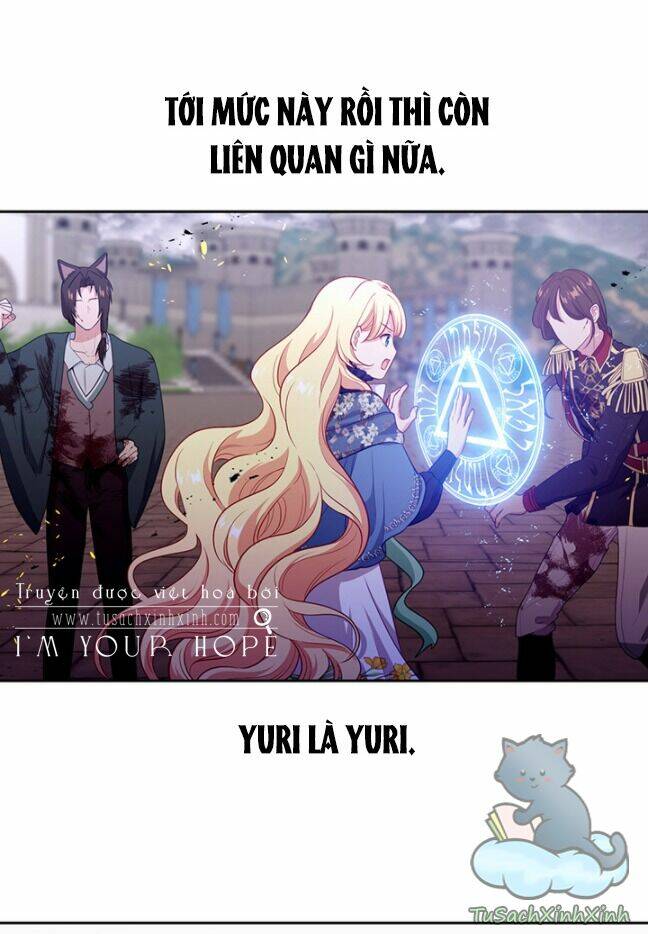 TỚI MỨC NÀY RỒI THÌ CÒN
LIÊN QUAN GÌ NỮA.
Truyện được việt hoá bởi
www.tusachxinhxinh.com
I'M YOUR HOPE
YURI LÀ YURI.
TuSachXinhXinh